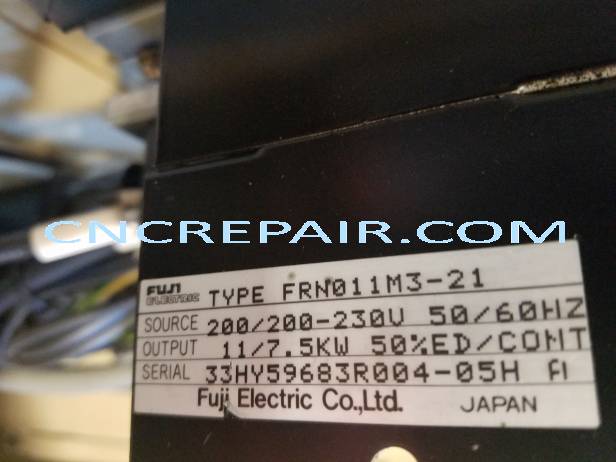 CNCREPAIR.COM
FUJI ELECTRIC TYPE FRN011M3-21
SOURCE 200/200-230V 50/60HZ
OUTPUT 11/7.5KW 50%ED/CONT
SERIAL 33HY59683R004-05H A1
Fuji Electric Co.,Ltd. JAPAN